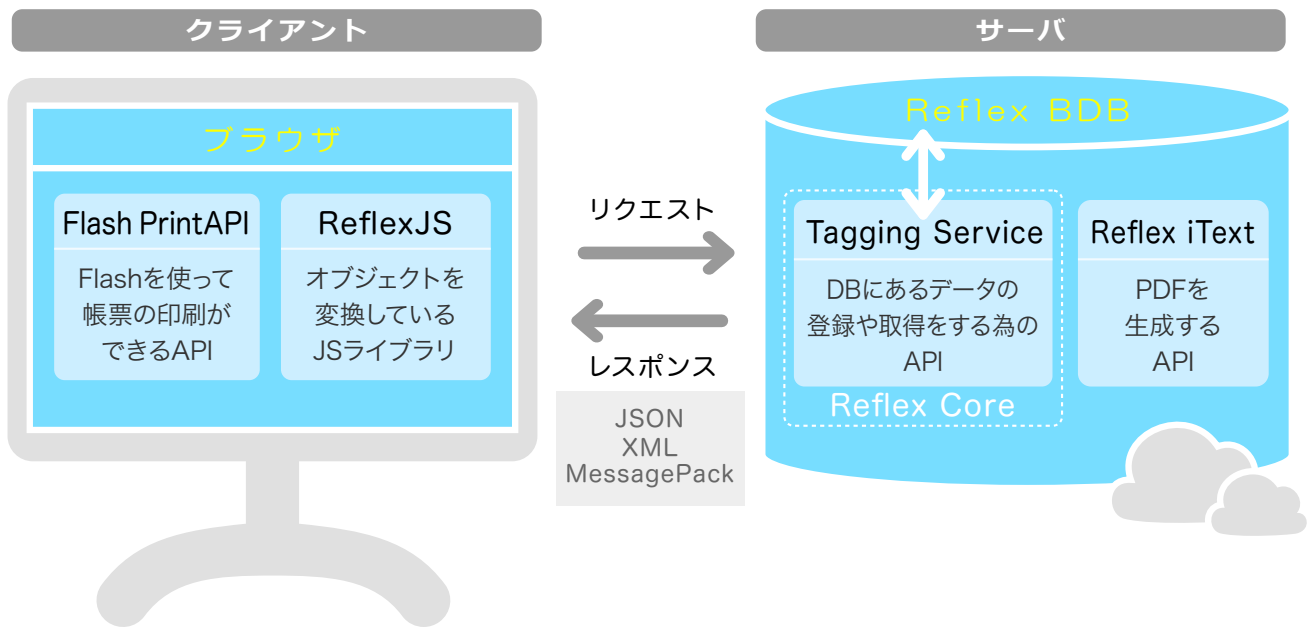 クライアント
ブラウザ
Flash PrintAPI
Flashを使って
帳票の印刷が
できるAPI
ReflexJS
オブジェクトを
変換している
JSライブラリ
リクエスト
レスポンス
JSON
XML
MessagePack
サーバ
Reflex BDB
Tagging Service
DBにあるデータの
登録や取得をする為の
API
Reflex Core
Reflex iText
PDFを
生成する
API